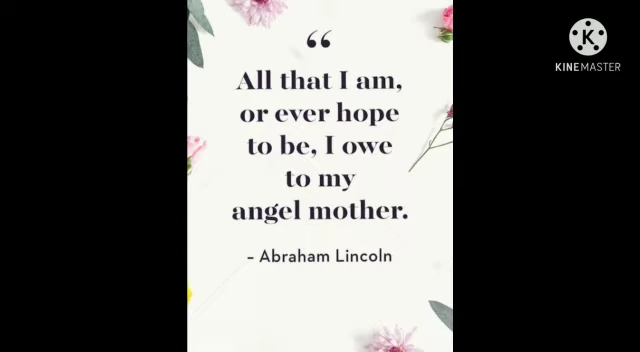 “
All that I am,
or ever hope
to be, I owe
to my
angel mother.
– Abraham Lincoln
K
KINEMASTER